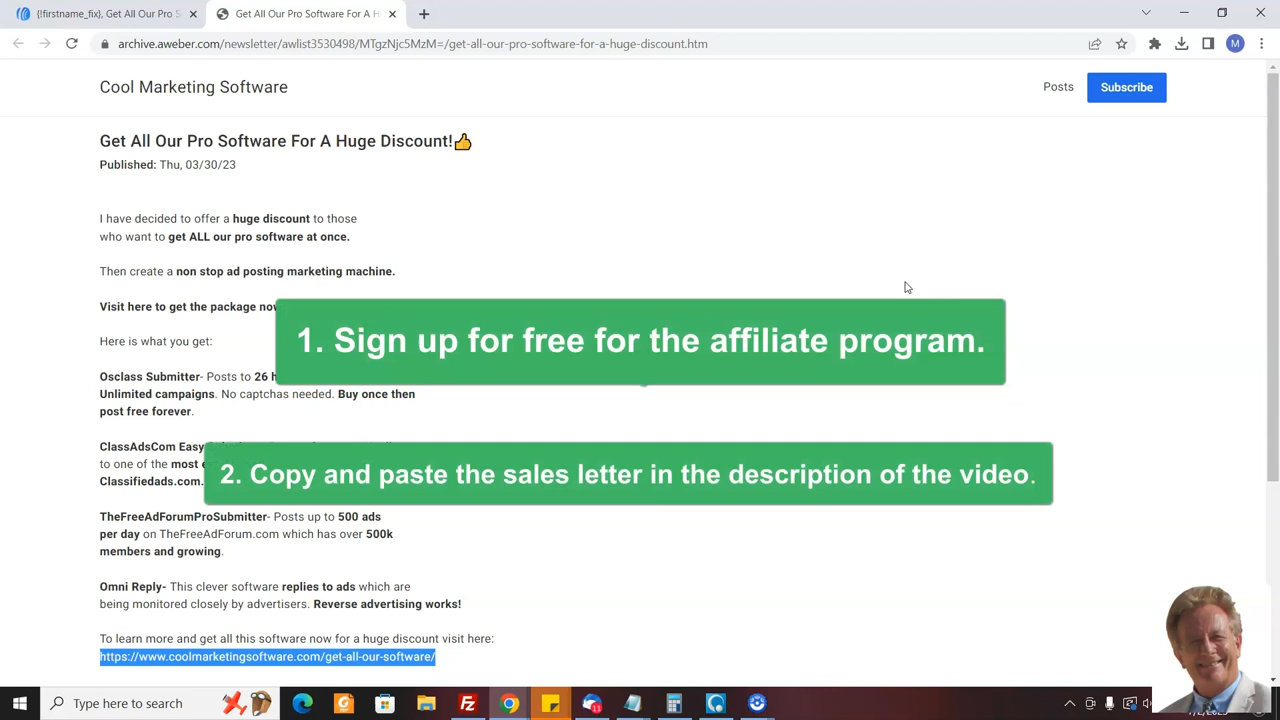 {!firstname_fix}, Get All Our Pro S
Get All Our Pro Software For A H
archive.aweber.com/newsletter/awlist3530498/MTgzNjc5MzM=/get-all-our-pro-software-for-a-huge-discount.htm
M
Cool Marketing Software
Posts
Subscribe
Get All Our Pro Software For A Huge Discount!👍
Published: Thu, 03/30/23
I have decided to offer a huge discount to those
who want to get ALL our pro software at once.
Then create a non stop ad posting marketing machine.
Visit here to get the package now
1. Sign up for free for the affiliate program.
Here is what you get:
Osclass Submitter- Posts to 26 h
Unlimited campaigns. No captchas needed. Buy once then
post free forever.
ClassAdsCom Easy
2. Copy and paste the sales letter in the description of the video.
to one of the most e
Classifiedads.com.
TheFreeAdForumProSubmitter- Posts up to 500 ads
per day on TheFreeAdForum.com which has over 500k
members and growing.
Omni Reply- This clever software replies to ads which are
being monitored closely by advertisers. Reverse advertising works!
To learn more and get all this software now for a huge discount visit here:
https://www.coolmarketingsoftware.com/get-all-our-software/
Type here to search